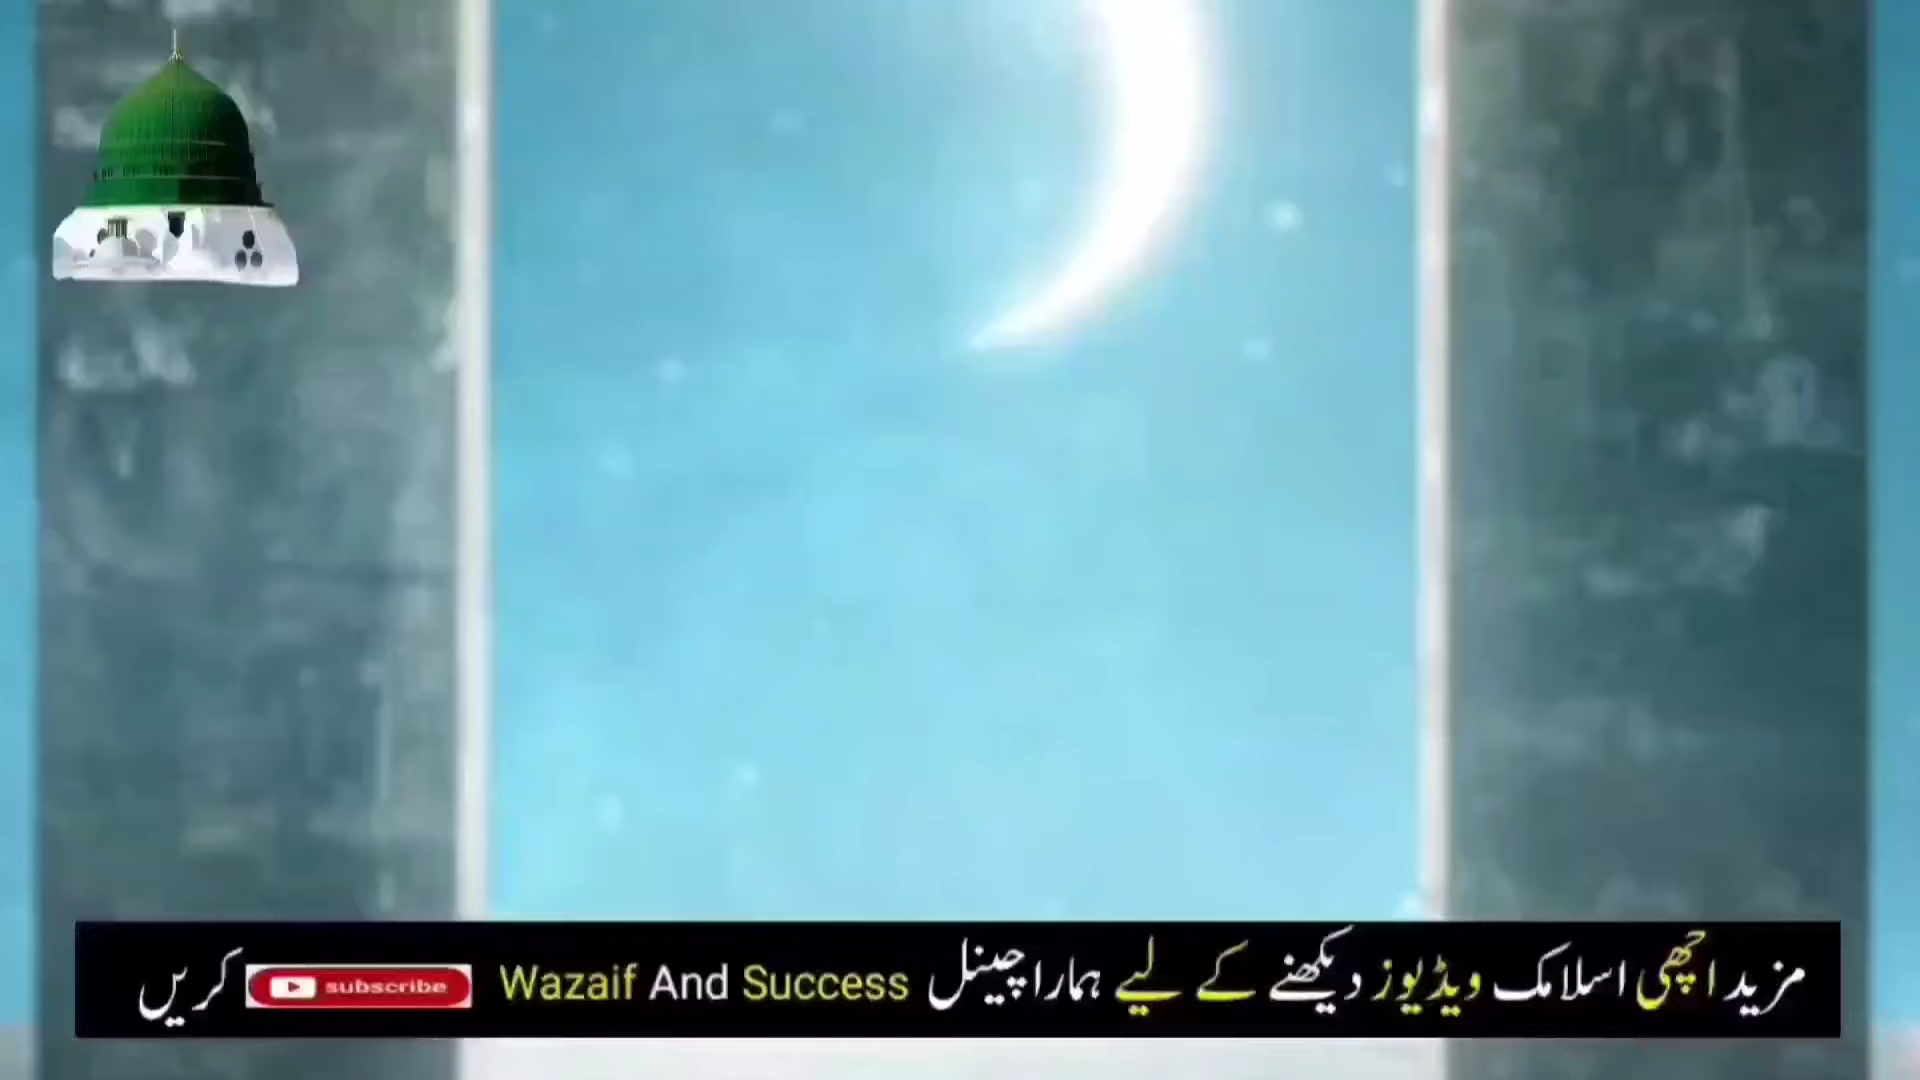 مزید اچھی اسلامک ویڈیوز دیکھنے کے لیے ہمارا چینل Wazaif And Success subscribe کریں